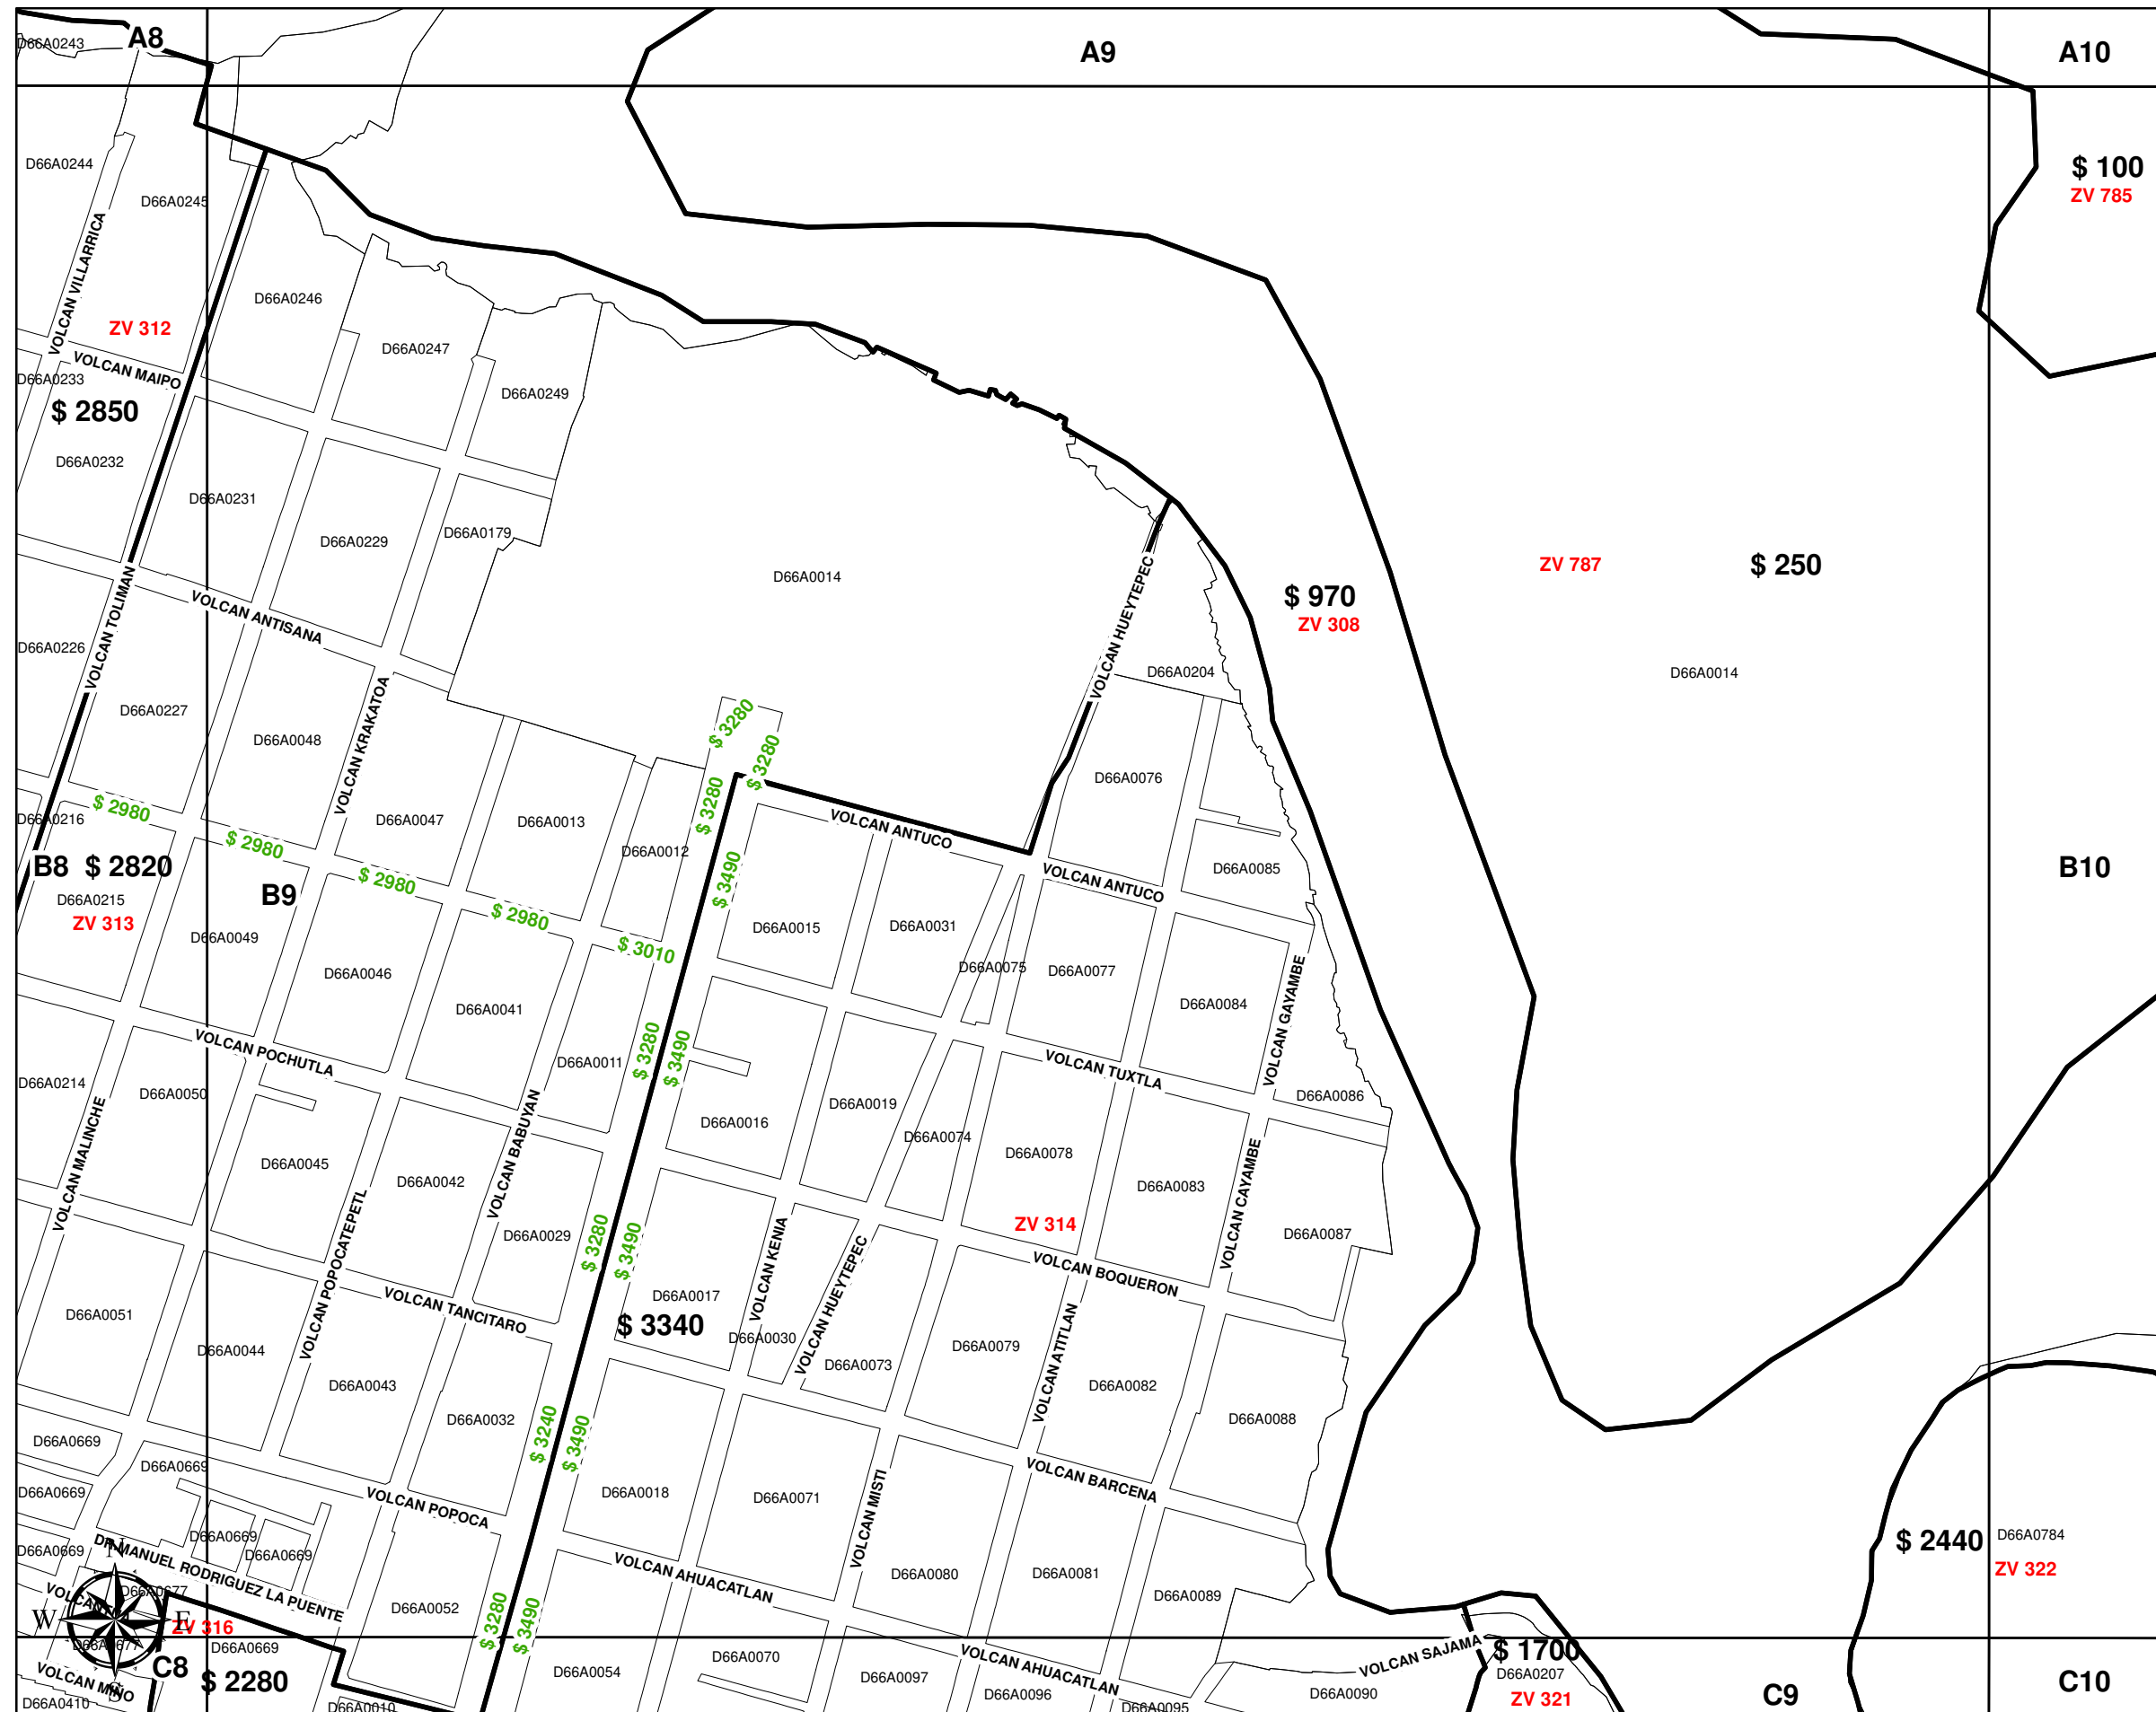 D66A0243
A8
A9
A10
D66A0244
D66A0245
$ 100
ZV 785
VOLCAN VILLARRICA
D66A0246
ZV 312
D66A0247
VOLCAN MAIPO
D66A0233
D66A0249
$ 2850
D66A0232
D66A0231
D66A0229
D66A0179
D66A0014
VOLCAN HUEYTEPEC
ZV 787
$ 250
$ 970
ZV 308
VOLCAN TOLIMAN
VOLCAN ANTISANA
D66A0226
D66A0204
D66A0014
D66A0227
D66A0048
VOLCAN KRAKATOA
$ 3280
$ 3280
D66A0076
$ 2980
$ 3280
D66A0216
D66A0047
D66A0013
VOLCAN ANTUCO
$ 2980
D66A0012
B8
$ 2820
$ 2980
$ 3490
VOLCAN ANTUCO
D66A0085
B10
D66A0215
B9
ZV 313
$ 2980
D66A0015
D66A0031
D66A0049
$ 3010
D66A0046
D66A0075
D66A0077
D66A0041
D66A0084
VOLCAN GAYAMBE
VOLCAN POCHUTLA
$ 3280
$ 3490
D66A0011
VOLCAN TUXTLA
D66A0214
D66A0050
D66A0086
D66A0019
D66A0016
D66A0074
D66A0078
VOLCAN MALINCHE
D66A0045
D66A0042
VOLCAN BABUYAN
D66A0083
VOLCAN CAYAMBE
ZV 314
D66A0029
$ 3280
$ 3490
D66A0087
VOLCAN POPOCATEPETL
VOLCAN KENIA
VOLCAN HUEYTEPEC
VOLCAN BOQUERON
D66A0017
VOLCAN TANCITARO
D66A0051
$ 3340
D66A0030
D66A0044
D66A0079
D66A0073
VOLCAN ATITLAN
D66A0043
D66A0082
D66A0032
D66A0088
$ 3240
$ 3490
D66A0669
D66A0669
VOLCAN BARCENA
D66A0669
D66A0018
D66A0071
VOLCAN POPOCA
VOLCAN MISTI
D66A0669
D66A0669
D66A0669
$ 2440
D66A0784
ZV 322
N
DR. MANUEL RODRIGUEZ LA PUENTE
VOLCAN AHUACATLAN
D66A0080
D66A0081
D66A0677
D66A0089
D66A0052
W
E
ZV 316
$ 3280
$ 3490
D66A0677
D66A0669
VOLCAN SAJAMA
$ 1700
D66A0070
VOLCAN AHUACATLAN
C8
$ 2280
D66A0054
D66A0207
VOLCAN MIÑO
S
D66A0097
D66A0096
D66A0090
ZV 321
C9
C10
D66A0410
D66A0010
D66A0095